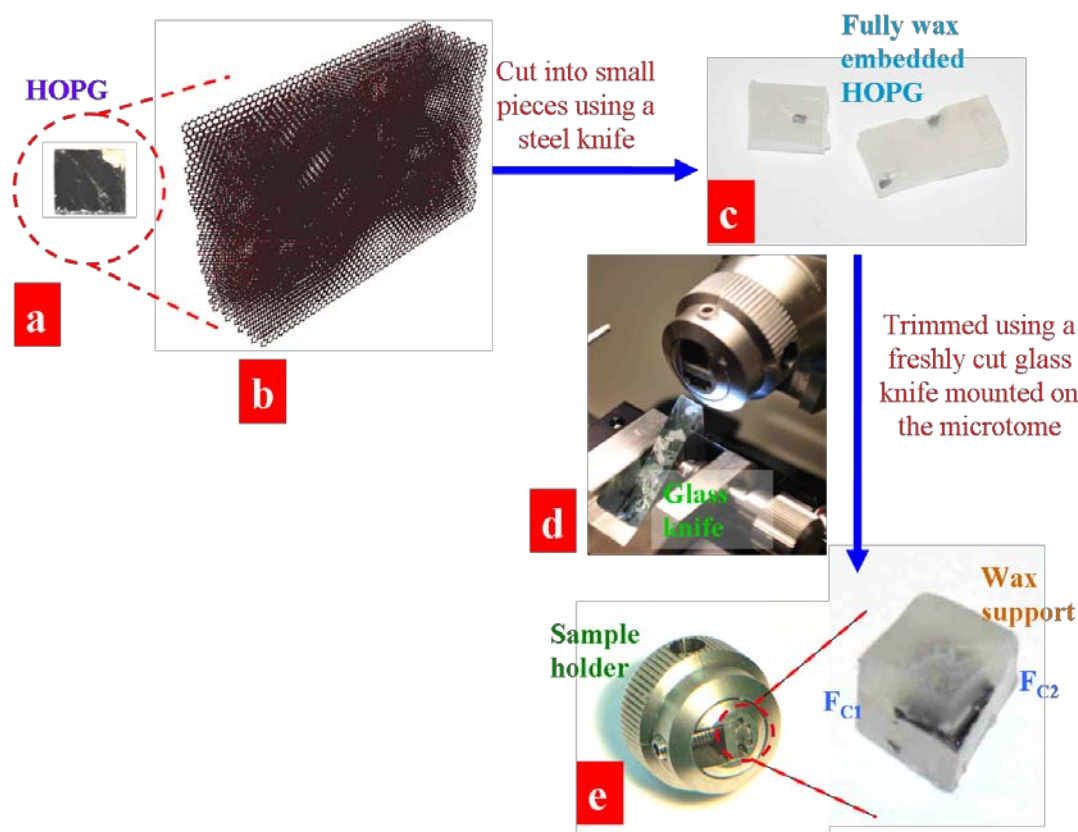 HOPG
a
b
Cut into small
pieces using a
steel knife
Fully wax
embedded
HOPG
c
Trimmed using a
freshly cut glass
knife mounted on
the microtome
Glass
knife
d
Sample
holder
e
Wax
support
FC1
FC2